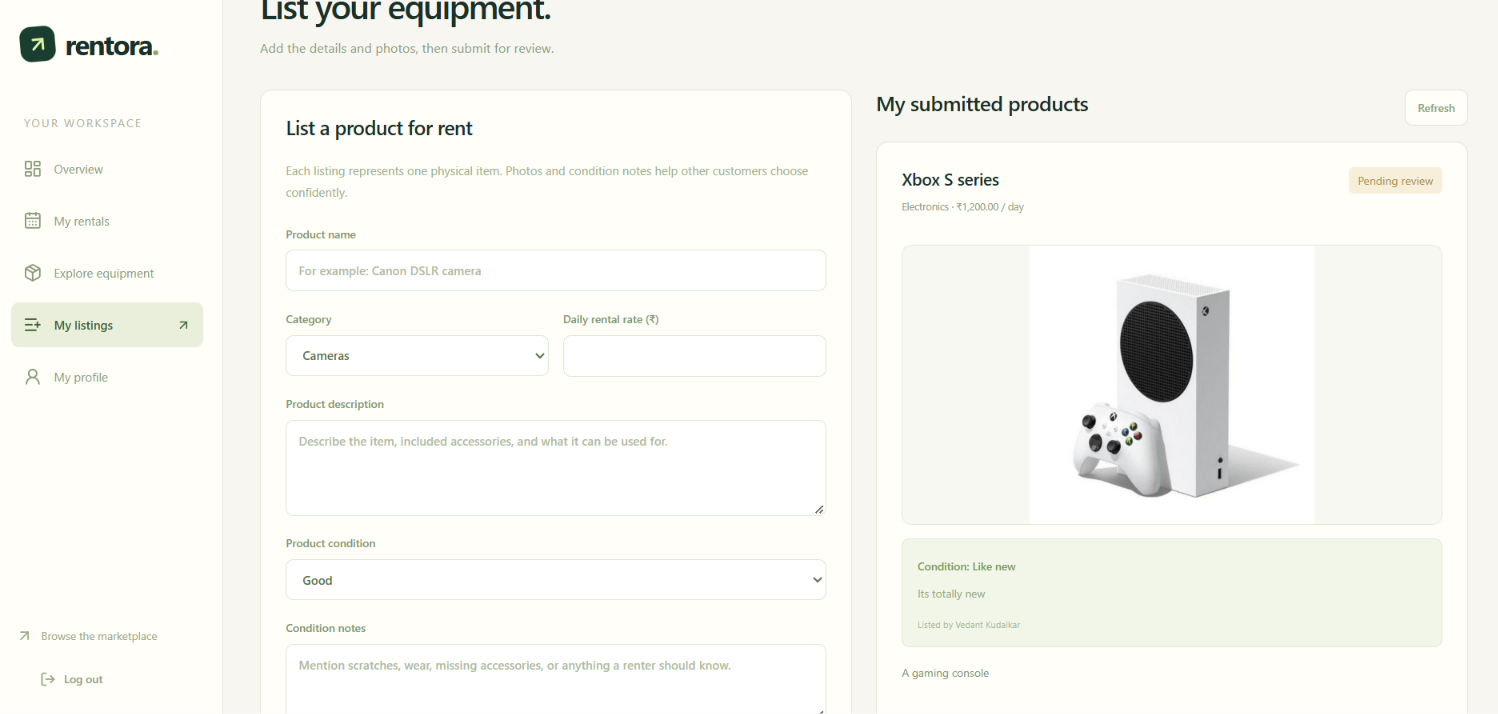 rentora.
YOUR WORKSPACE
Overview
My rentals
Explore equipment
My listings
My profile
Browse the marketplace
Log out
List your equipment.
Add the details and photos, then submit for review.
List a product for rent
Each listing represents one physical item. Photos and condition notes help other customers choose
confidently.
Product name
For example: Canon DSLR camera
Category
Daily rental rate (₹)
Cameras
Product description
Describe the item, included accessories, and what it can be used for.
Product condition
Good
Condition notes
Mention scratches, wear, missing accessories, or anything a renter should know.
My submitted products
Refresh
Xbox S series
Pending review
Electronics · ₹1,200.00 / day
Condition: Like new
Its totally new
Listed by Vedant Kudalkar
A gaming console